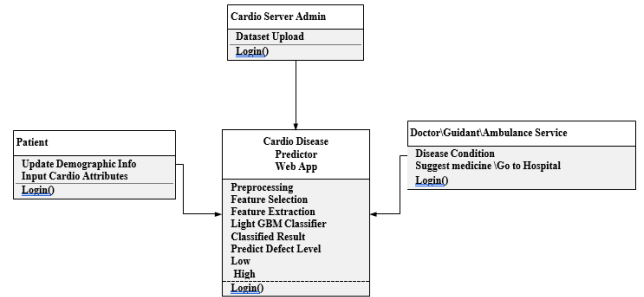 Cardio Server Admin
Dataset Upload
Login()
Patient
Update Demographic Info
Input Cardio Attributes
Login()
Cardio Disease
Predictor
Web App
Preprocessing
Feature Selection
Feature Extraction
Light GBM Classifier
Classified Result
Predict Defect Level
Low
High
Login()
Doctor\Guidant\Ambulance Service
Disease Condition
Suggest medicine \Go to Hospital
Login()